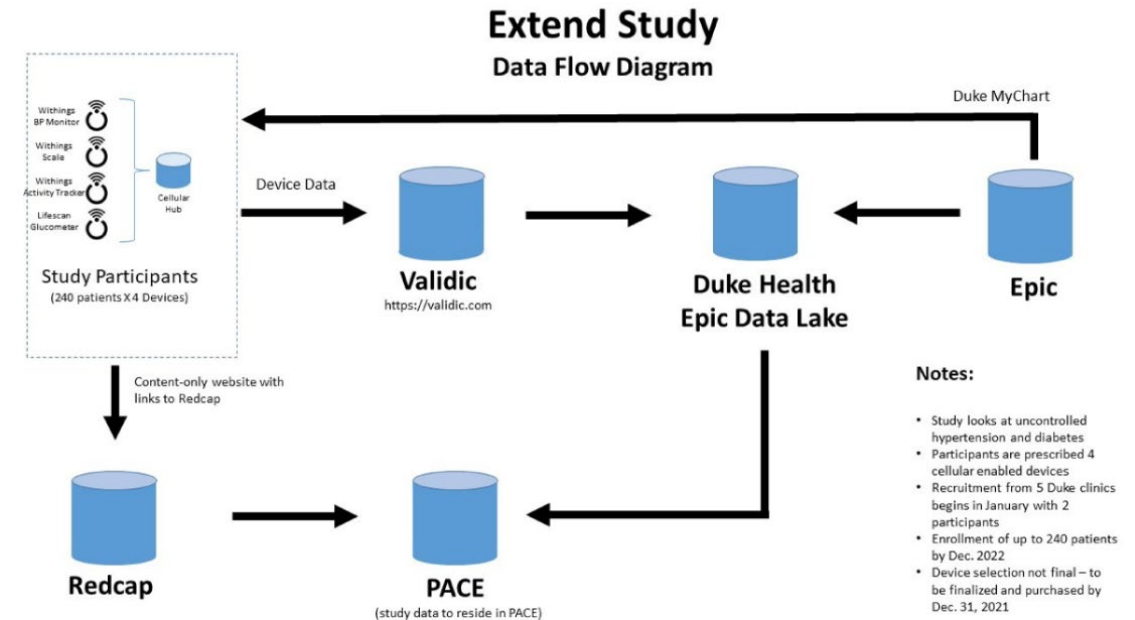 Extend Study
Data Flow Diagram
Duke MyChart
Withings
BP Monitor
Withings
Scale
Withings
Activity Tracker
Lifescan
Glucometer
Cellular
Hub
Study Participants
(240 patients X4 Devices)
Device Data
Validic
https://validic.com
Duke Health
Epic Data Lake
Epic
Content-only website with
links to Redcap
Redcap
PACE
(study data to reside in PACE)
Notes:
• Study looks at uncontrolled
hypertension and diabetes
• Participants are prescribed 4
cellular enabled devices
• Recruitment from 5 Duke clinics
begins in January with 2
participants
• Enrollment of up to 240 patients
by Dec. 2022
• Device selection not final – to
be finalized and purchased by
Dec. 31, 2021